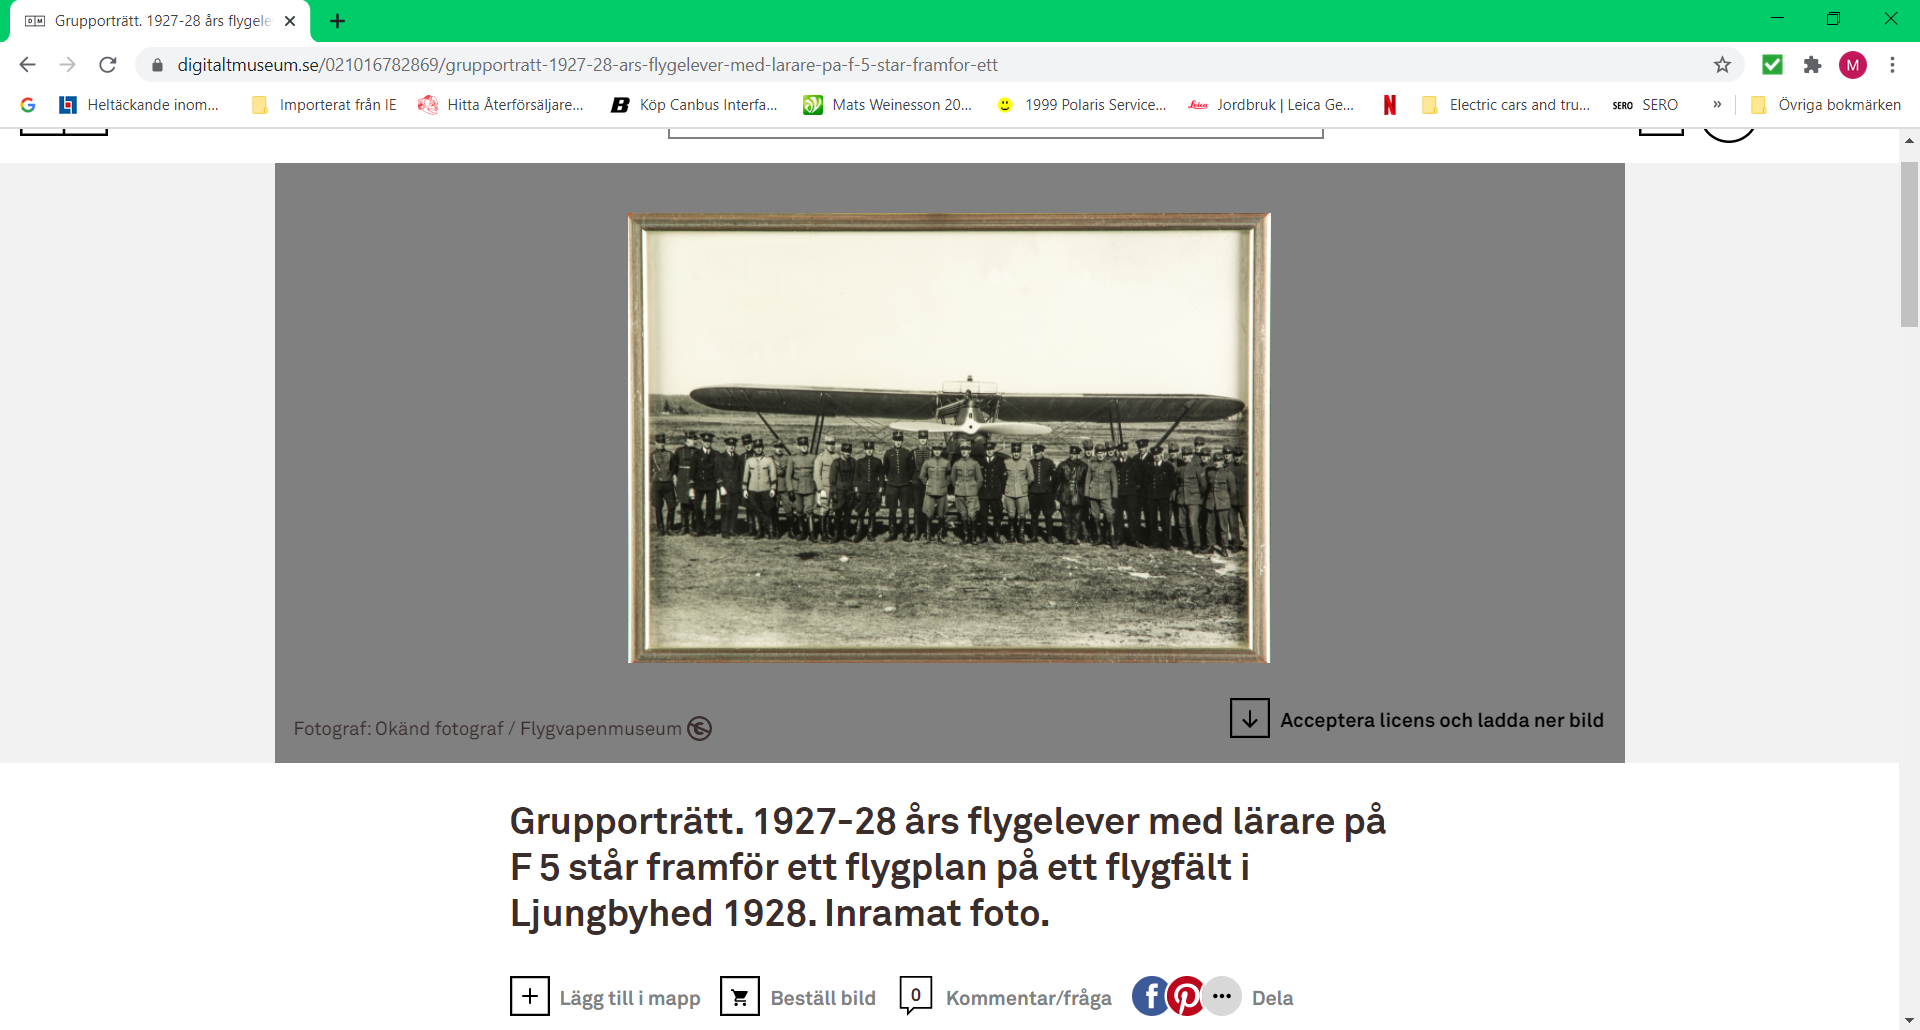 D M Grupporträtt. 1927-28 års flygele
digitaltmuseum.se/021016782869/grupportratt-1927-28-ars-flygelever-med-larare-pa-f-5-star-framfor-ett
M
G Heltäckande inom... Importerat från IE Hitta Återförsäljare... B Köp Canbus Interfa... Mats Weinesson 20... 1999 Polaris Service... Leica Jordbruk | Leica Ge... N Electric cars and tru... SERO SERO » Övriga bokmärken
Fotograf: Okänd fotograf / Flygvapenmuseum
Acceptera licens och ladda ner bild
Grupporträtt. 1927-28 års flygelever med lärare på
F 5 står framför ett flygplan på ett flygfält i
Ljungbyhed 1928. Inramat foto.
Lägg till i mapp Beställ bild 0 Kommentar/fråga Dela